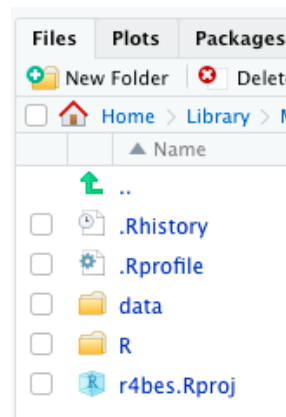 Files Plots Packages
New Folder Delet
Home > Library > M
Name
..
.Rhistory
.Rprofile
data
R
r4bes.Rproj